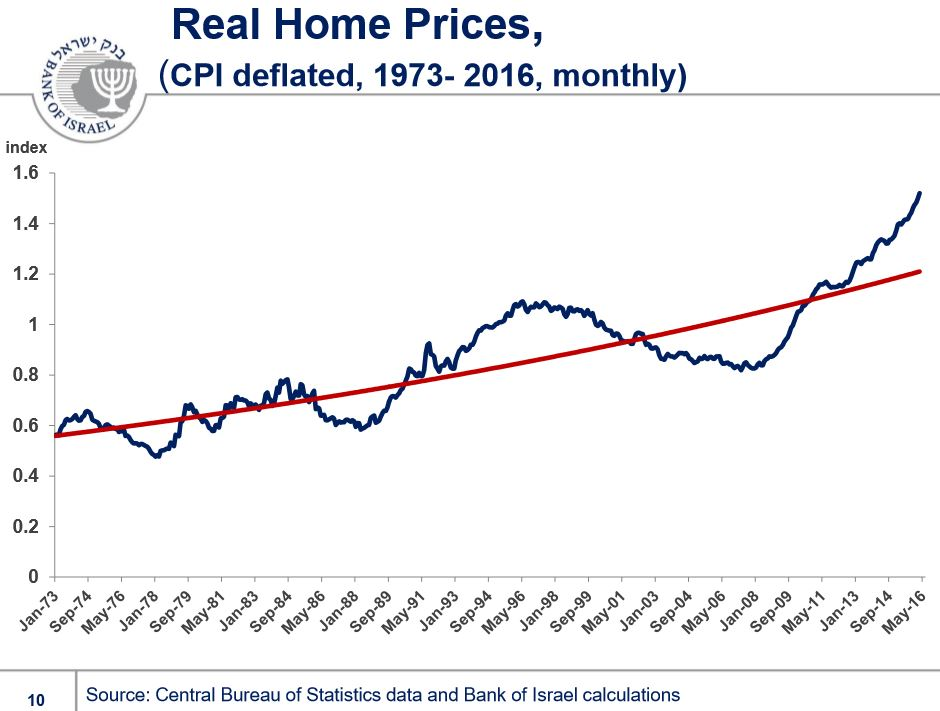 Real Home Prices,
(CPI deflated, 1973- 2016, monthly)
בנק ישראל
BANK OF ISRAEL
index
1.6
1.4
1.2
1
0.8
0.6
0.4
0.2
0
Jan-73
Sep-74
May-76
Jan-78
Sep-79
May-81
Jan-83
Sep-84
May-86
Jan-88
Sep-89
May-91
Jan-93
Sep-94
May-96
Jan-98
Sep-99
May-01
Jan-03
Sep-04
May-06
Jan-08
Sep-09
May-11
Jan-13
Sep-14
May-16
10
Source: Central Bureau of Statistics data and Bank of Israel calculations